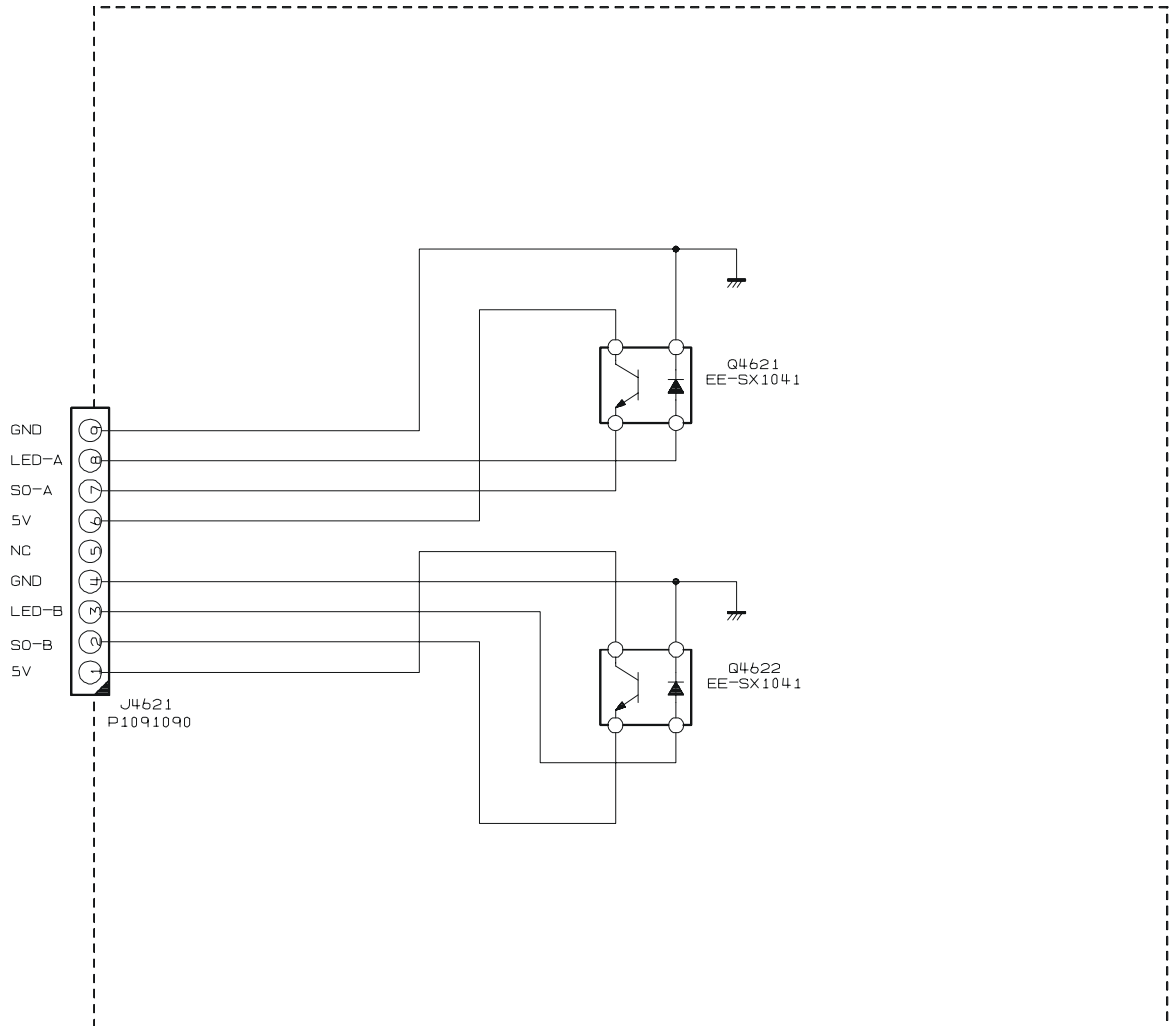 Q4621
EE-SX1041
GND 9
LED-A 8
SO-A 7
5V 6
NC 5
GND 4
LED-B 3
SO-B 2
5V 1
Q4622
EE-SX1041
J4621
P1091090